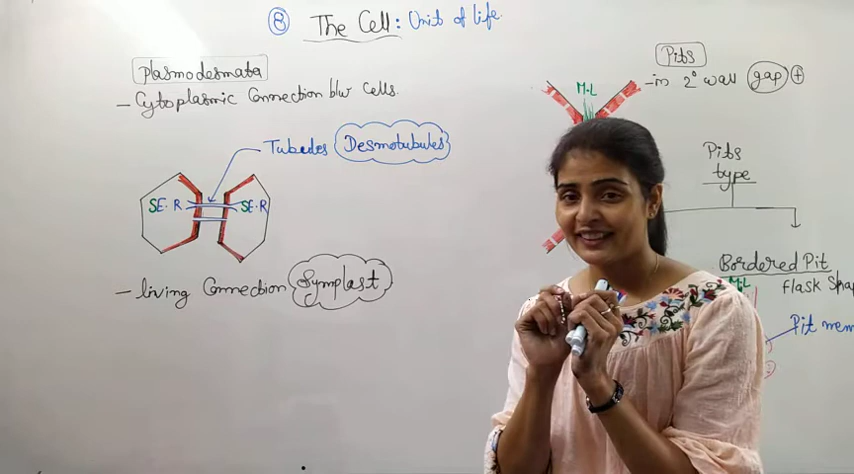 8 The Cell: Unit of life.
Plasmodesmata
- Cytoplasmic Connection b/w Cells.
Tubules Desmotubules
SE.R SE.R
- living Connection Symplast
Pits
- in 2° wall gap +
M.L
Pits
type
Bordered Pit
M.L flask Shap
Pit mem